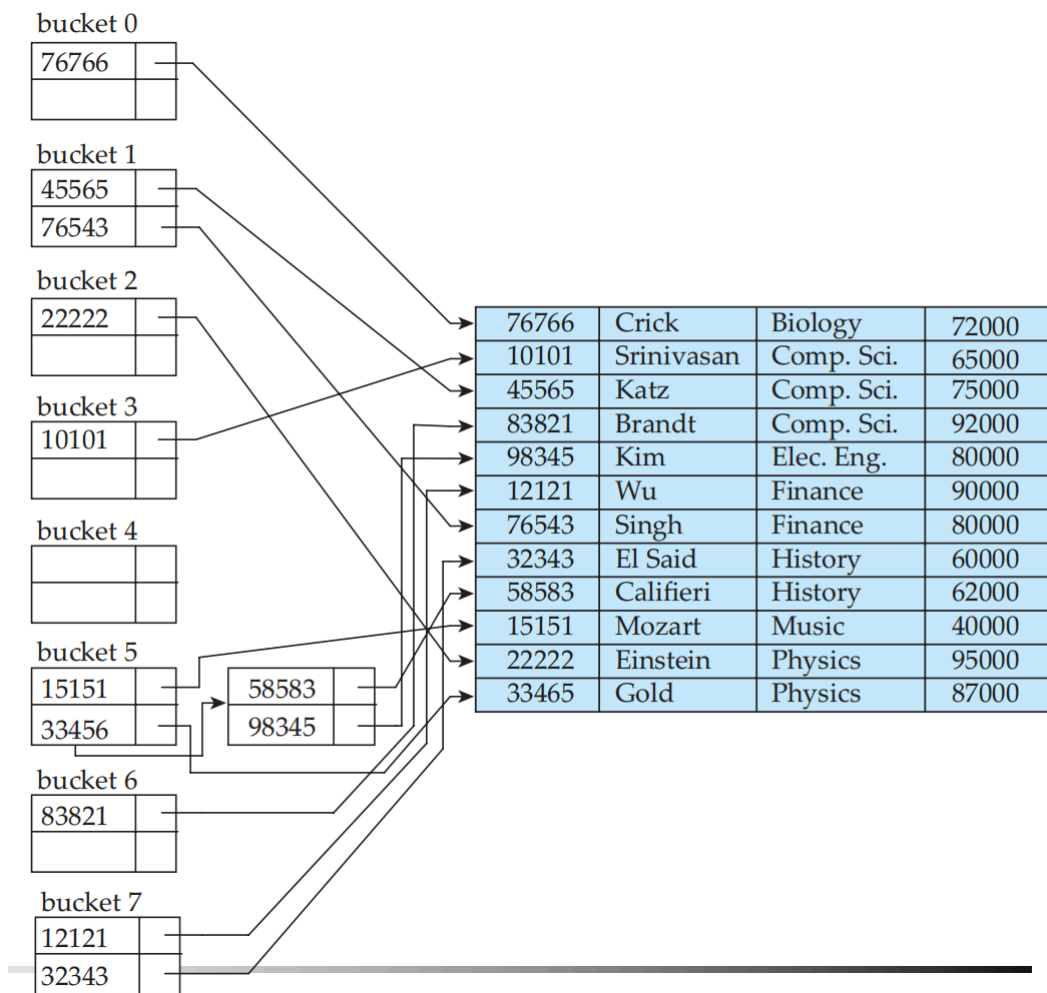 bucket 0
76766
bucket 1
45565
76543
bucket 2
22222
bucket 3
10101
bucket 4
bucket 5
15151
33456
58583
98345
bucket 6
83821
bucket 7
12121
32343
76766 Crick Biology 72000
10101 Srinivasan Comp. Sci. 65000
45565 Katz Comp. Sci. 75000
83821 Brandt Comp. Sci. 92000
98345 Kim Elec. Eng. 80000
12121 Wu Finance 90000
76543 Singh Finance 80000
32343 El Said History 60000
58583 Califieri History 62000
15151 Mozart Music 40000
22222 Einstein Physics 95000
33465 Gold Physics 87000